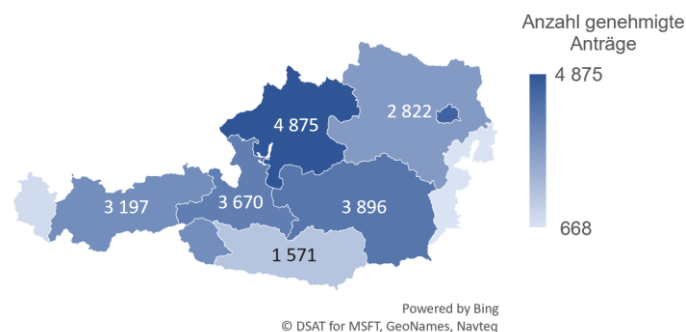 Anzahl genehmigte
Anträge
4 875
668
4 875
2 822
3 197
3 670
3 896
1 571
Powered by Bing
© DSAT for MSFT, GeoNames, Navteq